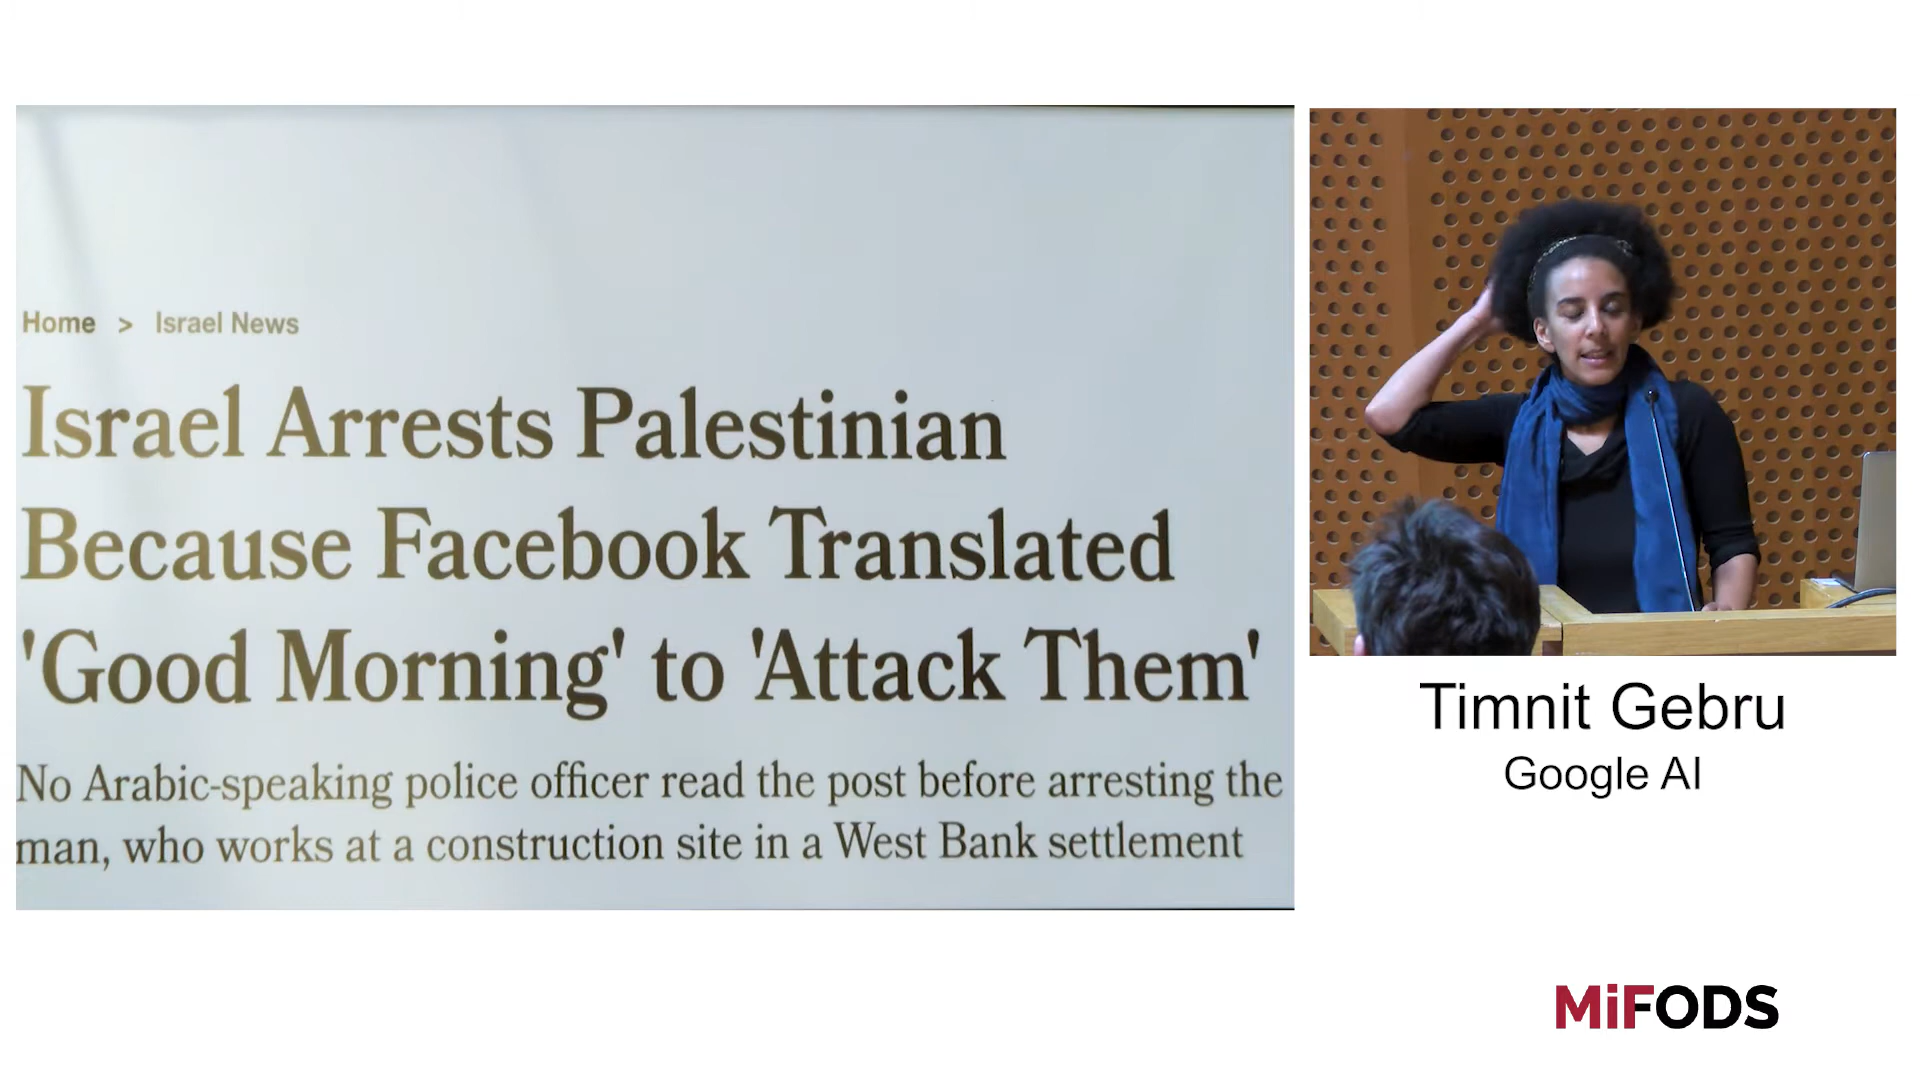 Home > Israel News
Israel Arrests Palestinian
Because Facebook Translated
'Good Morning' to 'Attack Them'
No Arabic-speaking police officer read the post before arresting the
man, who works at a construction site in a West Bank settlement
Timnit Gebru
Google AI
MiFODS